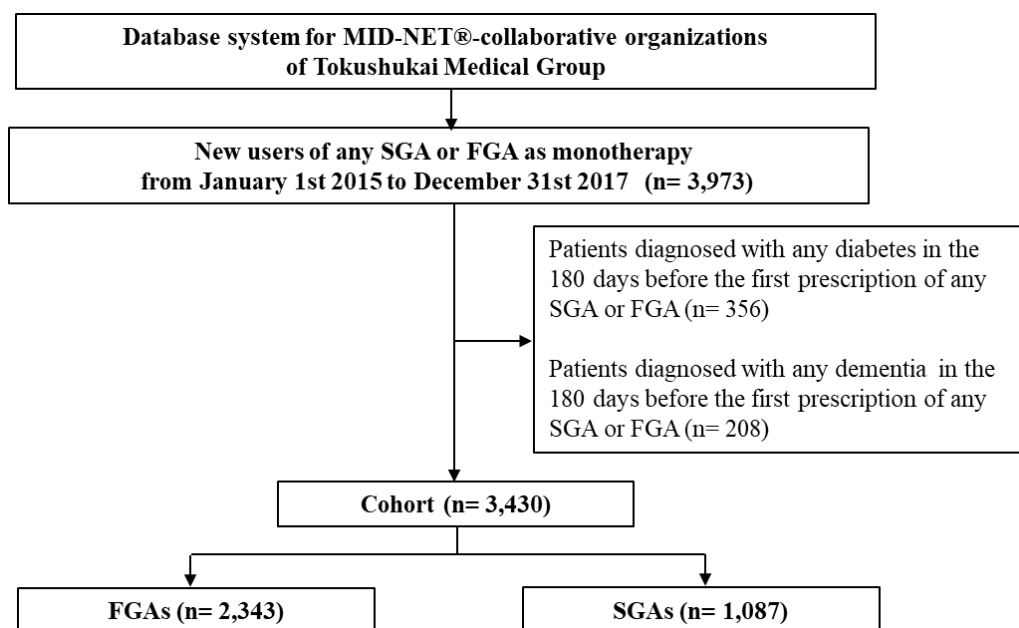 Database system for MID-NET®-collaborative organizations
of Tokushukai Medical Group
New users of any SGA or FGA as monotherapy
from January 1st 2015 to December 31st 2017 (n= 3,973)
Patients diagnosed with any diabetes in the
180 days before the first prescription of any
SGA or FGA (n= 356)
Patients diagnosed with any dementia in the
180 days before the first prescription of any
SGA or FGA (n= 208)
Cohort (n= 3,430)
FGAs (n= 2,343)
SGAs (n= 1,087)